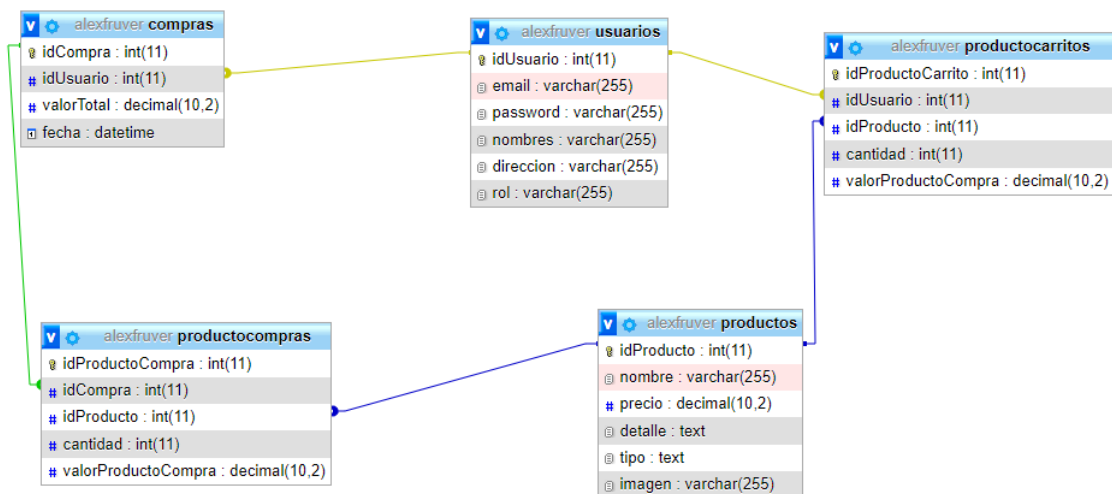 alexfruver compras
idCompra : int(11)
idUsuario : int(11)
valorTotal : decimal(10,2)
fecha : datetime
alexfruver usuarios
idUsuario : int(11)
email : varchar(255)
password : varchar(255)
nombres : varchar(255)
direccion : varchar(255)
rol : varchar(255)
alexfruver productocarritos
idProductoCarrito : int(11)
idUsuario : int(11)
idProducto : int(11)
cantidad : int(11)
valorProductoCompra : decimal(10,2)
alexfruver productocompras
idProductoCompra : int(11)
idCompra : int(11)
idProducto : int(11)
cantidad : int(11)
valorProductoCompra : decimal(10,2)
alexfruver productos
idProducto : int(11)
nombre : varchar(255)
precio : decimal(10,2)
detalle : text
tipo : text
imagen : varchar(255)